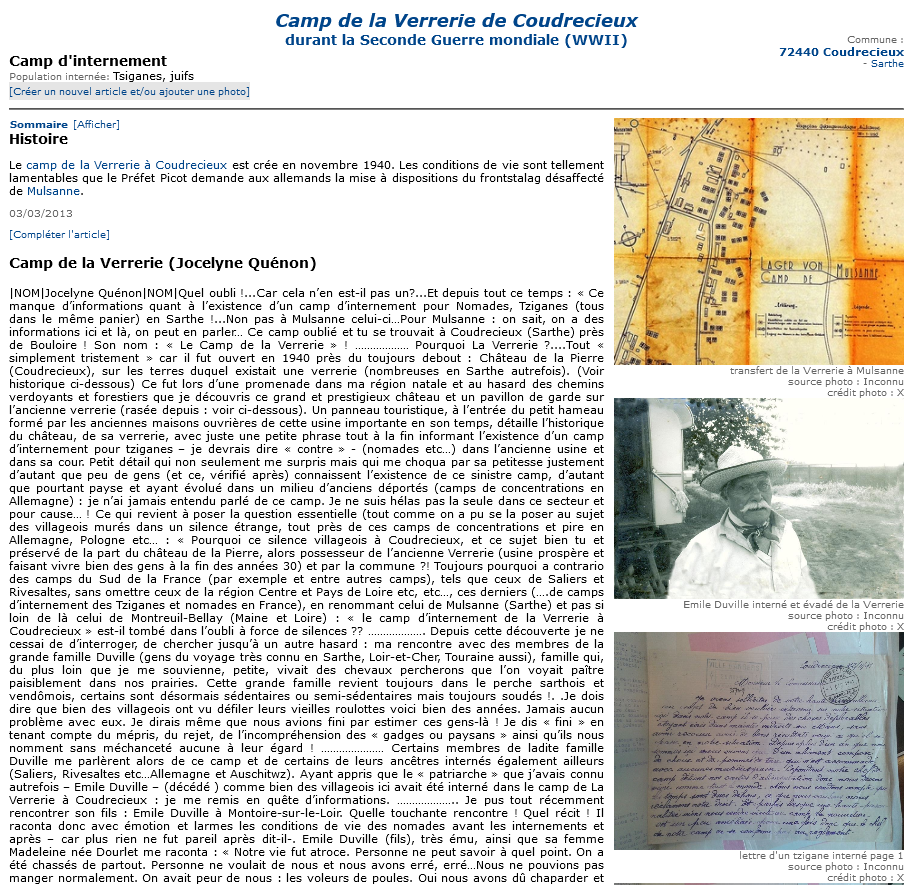 Camp de la Verrerie de Coudrecieux
durant la Seconde Guerre mondiale (WWII)
Commune :
72440 Coudrecieux
- Sarthe
Camp d'internement
Population internée: Tsiganes, juifs
[Créer un nouvel article et/ou ajouter une photo]
Sommaire [Afficher]
Histoire
Le camp de la Verrerie à Coudrecieux est crée en novembre 1940. Les conditions de vie sont tellement
lamentables que le Préfet Picot demande aux allemands la mise à dispositions du frontstalag désaffecté
de Mulsanne.
03/03/2013
[Compléter l'article]
Camp de la Verrerie (Jocelyne Quénon)
|NOM|Jocelyne Quénon|NOM|Quel oubli !...Car cela n’en est-il pas un?...Et depuis tout ce temps : « Ce
manque d’informations quant à l’existence d’un camp d’internement pour Nomades, Tziganes (tous
dans le même panier) en Sarthe !...Non pas à Mulsanne celui-ci...Pour Mulsanne : on sait, on a des
informations ici et là, on peut en parler… Ce camp oublié et tu se trouvait à Coudrecieux (Sarthe) près
de Bouloire ! Son nom : « Le Camp de la Verrerie » ! .................. Pourquoi La Verrerie ?....Tout «
simplement tristement » car il fut ouvert en 1940 près du toujours debout : Château de la Pierre
(Coudrecieux), sur les terres duquel existait une verrerie (nombreuses en Sarthe autrefois). (Voir
historique ci-dessous) Ce fut lors d’une promenade dans ma région natale et au hasard des chemins
verdoyants et forestiers que je découvris ce grand et prestigieux château et un pavillon de garde sur
l’ancienne verrerie (rasée depuis : voir ci-dessous). Un panneau touristique, à l’entrée du petit hameau
formé par les anciennes maisons ouvrières de cette usine importante en son temps, détaille l’historique
du château, de sa verrerie, avec juste une petite phrase tout à la fin informant l’existence d’un camp
d’internement pour tziganes – je devrais dire « contre » - (nomades etc…) dans l’ancienne usine et
dans sa cour. Petit détail qui non seulement me surpris mais qui me choqua par sa petitesse justement
d’autant que peu de gens (et ce, vérifié après) connaissent l’existence de ce sinistre camp, d’autant
que pourtant payse et ayant évolué dans un milieu d’anciens déportés (camps de concentrations en
Allemagne) : je n’ai jamais entendu parlé de ce camp. Je ne suis hélas pas la seule dans ce secteur et
pour cause… ! Ce qui revient à poser la question essentielle (tout comme on a pu se la poser au sujet
des villageois murés dans un silence étrange, tout près de ces camps de concentrations et pire en
Allemagne, Pologne etc… : « Pourquoi ce silence villageois à Coudrecieux, et ce sujet bien tu et
préservé de la part du château de la Pierre, alors possesseur de l’ancienne Verrerie (usine prospère et
faisant vivre bien des gens à la fin des années 30) et par la commune ?! Toujours pourquoi a contrario
des camps du Sud de la France (par exemple et entre autres camps), tels que ceux de Saliers et
Rivesaltes, sans omettre ceux de la région Centre et Pays de Loire etc, etc…, ces derniers (….de camps
d’internement des Tziganes et nomades en France), en renommant celui de Mulsanne (Sarthe) et pas si
loin de là celui de Montreuil-Bellay (Maine et Loire) : « le camp d’internement de la Verrerie à
Coudrecieux » est-il tombé dans l’oubli à force de silences ?? ………………. Depuis cette découverte je ne
cessai de d’interroger, de chercher jusqu’à un autre hasard : ma rencontre avec des membres de la
grande famille Duville (gens du voyage très connu en Sarthe, Loir-et-Cher, Touraine aussi), famille qui,
du plus loin que je me souvienne, petite, vivait des chevaux percherons que l’on voyait paître
paisiblement dans nos prairies. Cette grande famille revient toujours dans le perche sarthois et
vendômois, certains sont désormais sédentaires ou semi-sédentaires mais toujours soudés !. .Je dois
dire que bien des villageois ont vu défiler leurs vieilles roulottes voici bien des années. Jamais aucun
problème avec eux. Je dirais même que nous avions fini par estimer ces gens-là ! Je dis « fini » en
tenant compte du mépris, du rejet, de l’incompréhension des « gadges ou paysans » ainsi qu’ils nous
nomment sans méchanceté aucune à leur égard ! ………………… Certains membres de ladite famille
Duville me parlèrent alors de ce camp et de certains de leurs ancêtres internés également ailleurs
(Saliers, Rivesaltes etc…Allemagne et Auschwitz). Ayant appris que le « patriarche » que j’avais connu
autrefois – Emile Duville – (décédé ) comme bien des villageois ici avait été interné dans le camp de La
Verrerie à Coudrecieux : je me remis en quête d’informations. ……………….. Je pus tout récemment
rencontrer son fils : Emile Duville à Montoire-sur-le-Loir. Quelle touchante rencontre ! Quel récit ! Il
raconta donc avec émotion et larmes les conditions de vie des nomades avant les internements et
après – car plus rien ne fut pareil après dit-il-. Emile Duville (fils), très ému, ainsi que sa femme
Madeleine née Dourlet me raconta : « Notre vie fut atroce. Personne ne peut savoir à quel point. On a
été chassés de partout. Personne ne voulait de nous et nous avons erré, erré…Nous ne pouvions pas
manger normalement. On avait peur de nous : les voleurs de poules. Oui nous avons dû chaparder et
LAGER VON MULSANNE
CAMP DE
transfert de la Verrerie à Mulsanne
source photo : Inconnu
crédit photo : X
Emile Duville interné et évadé de la Verrerie
source photo : Inconnu
crédit photo : X
lettre d'un tzigane interné page 1
source photo : Inconnu
crédit photo : X